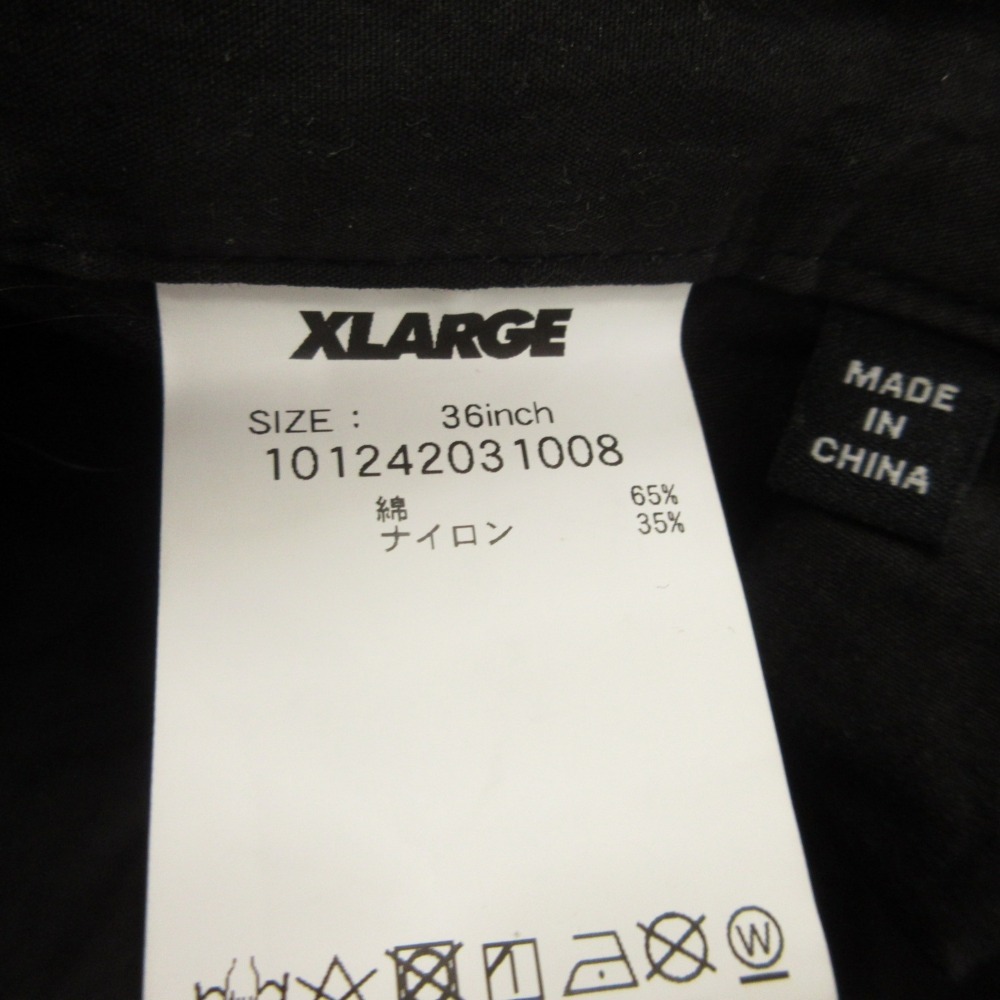 XLARGE
SIZE : 36inch
101242031008
綿 65%
ナイロン 35%
MADE
IN
CHINA
W